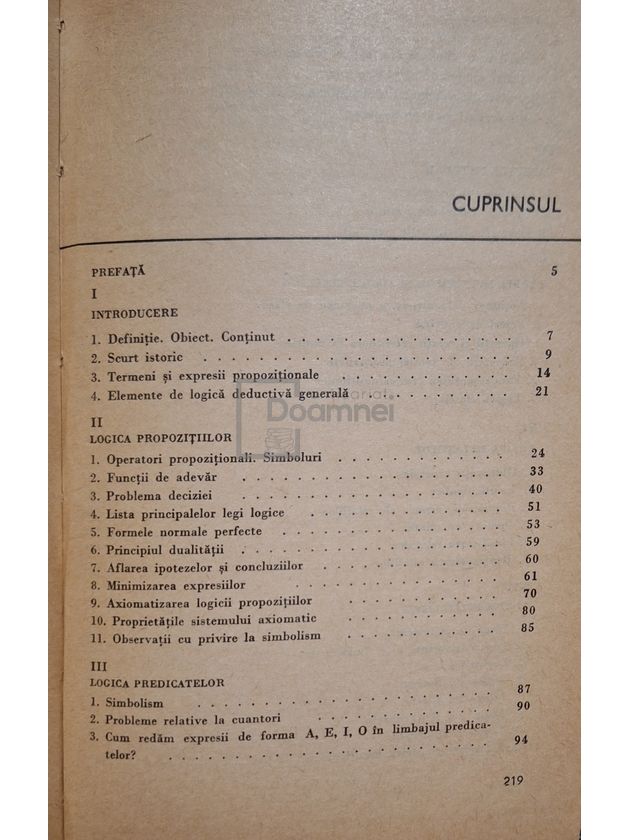 CUPRINSUL
PREFAȚĂ 5
I
INTRODUCERE
1. Definiție. Obiect. Conținut . . . . . . . . . . . . . . . . 7
2. Scurt istoric . . . . . . . . . . . . . . . . . . . . 9
3. Termeni și expresii propoziționale . . . . . . . . . . . . 14
4. Elemente de logică deductivă generală . . . . . . . . . . 21
Doamnei
II
LOGICA PROPOZIȚIILOR
1. Operatori propoziționali. Simboluri . . . . . . . . . . . 24
2. Funcții de adevăr . . . . . . . . . . . . . . . . . 33
3. Problema deciziei . . . . . . . . . . . . . . . . . 40
4. Lista principalelor legi logice . . . . . . . . . . . . . 51
5. Formele normale perfecte . . . . . . . . . . . . . . 53
6. Principiul dualității . . . . . . . . . . . . . . . . . 59
7. Aflarea ipotezelor și concluziilor . . . . . . . . . . . . 60
8. Minimizarea expresiilor . . . . . . . . . . . . . . 61
9. Axiomatizarea logicii propozițiilor . . . . . . . . . . . 70
10. Proprietățile sistemului axiomatic . . . . . . . . . . . 80
11. Observații cu privire la simbolism . . . . . . . . . . . 85
III
LOGICA PREDICATELOR
1. Simbolism . . . . . . . . . . . . . . . . . . . . 87
2. Probleme relative la cuantori . . . . . . . . . . . . 90
3. Cum redăm expresii de forma A, E, I, O în limbajul predica-
telor? . . . . . . . . . . . . . . . . . . . . . . 94
219